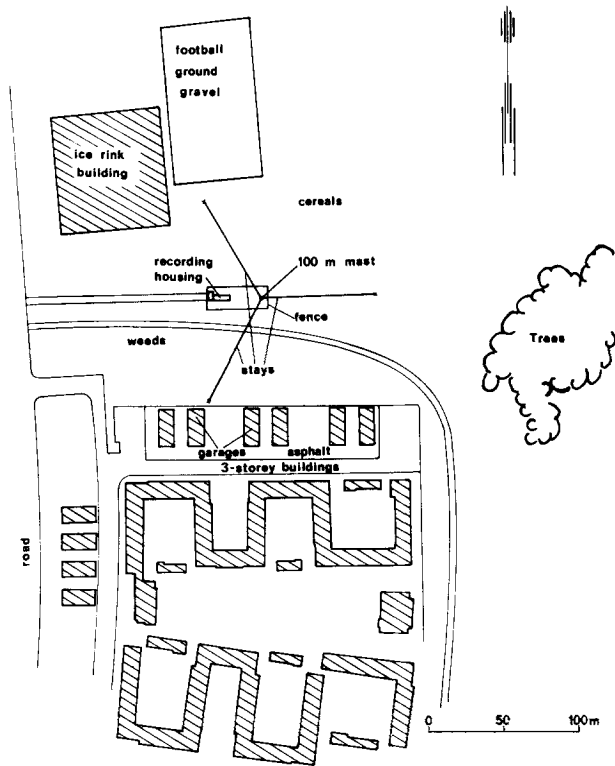 football
ground
gravel
ice rink
building
cereals
recording
housing
100 m mast
fence
weeds
stays
Trees
garages
asphalt
3-storey buildings
road
0
50
100 m